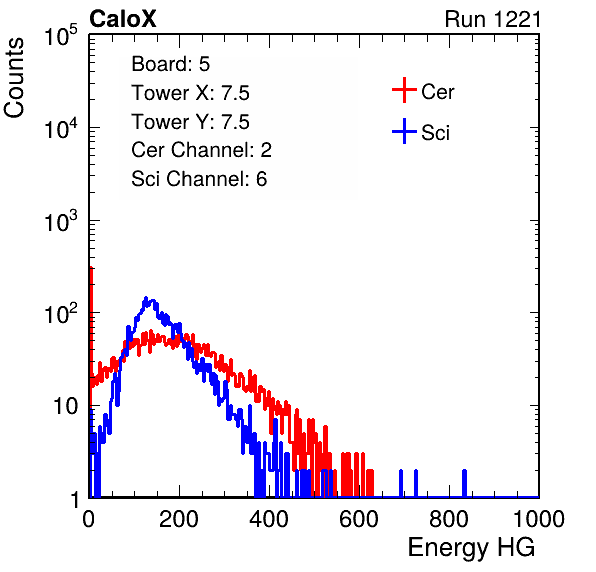 CaloX Run 1221
10^5
Counts
Board: 5
Tower X: 7.5
Tower Y: 7.5
Cer Channel: 2
Sci Channel: 6
Cer
Sci
10^4
10^3
10^2
10
1
0 200 400 600 800 1000
Energy HG